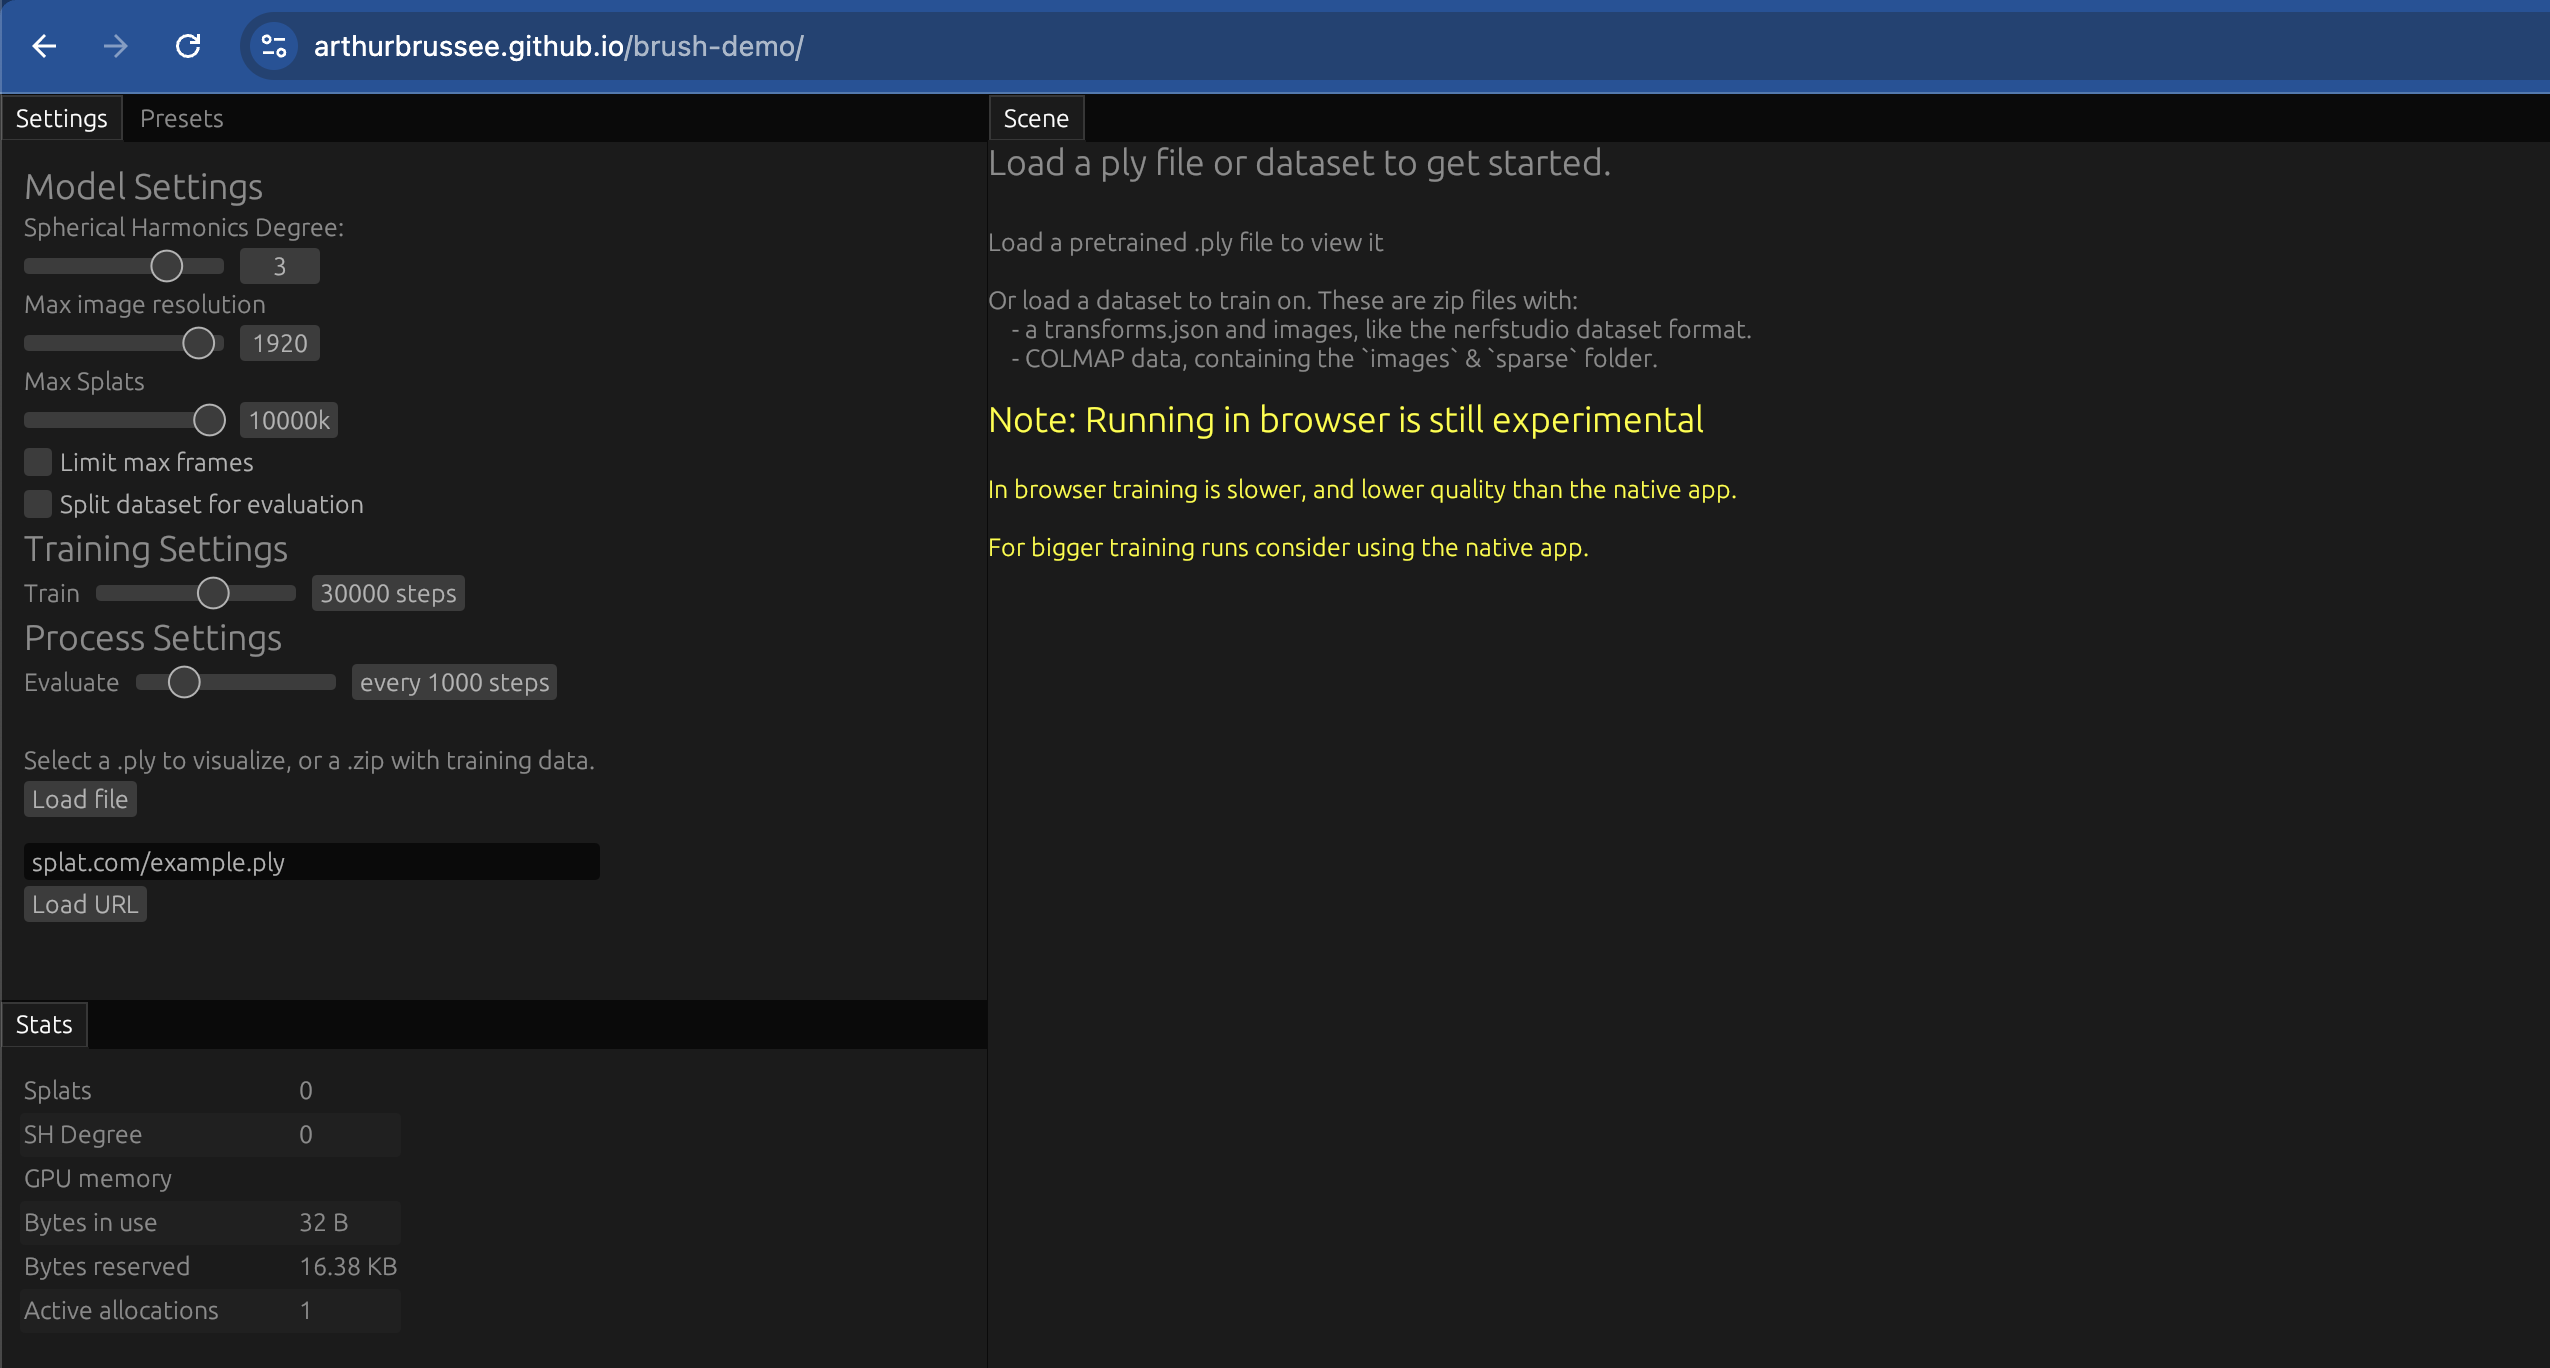 arthurbrussee.github.io/brush-demo/
Settings
Presets
Model Settings
Spherical Harmonics Degree:
3
Max image resolution
1920
Max Splats
10000k
Limit max frames
Split dataset for evaluation
Training Settings
Train 30000 steps
Process Settings
Evaluate every 1000 steps
Select a .ply to visualize, or a .zip with training data.
Load file
splat.com/example.ply
Load URL
Stats
Splats 0
SH Degree 0
GPU memory
Bytes in use 32 B
Bytes reserved 16.38 KB
Active allocations 1
Scene
Load a ply file or dataset to get started.
Load a pretrained .ply file to view it
Or load a dataset to train on. These are zip files with:
- a transforms.json and images, like the nerfstudio dataset format.
- COLMAP data, containing the `images` & `sparse` folder.
Note: Running in browser is still experimental
In browser training is slower, and lower quality than the native app.
For bigger training runs consider using the native app.